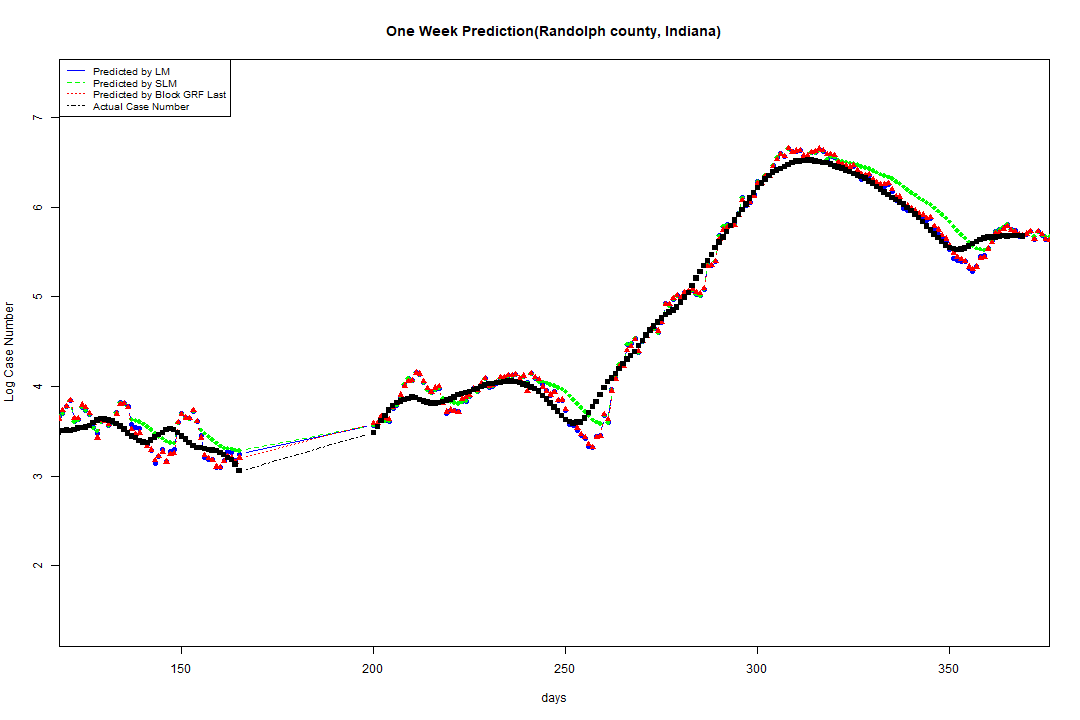 One Week Prediction(Randolph county, Indiana)
Predicted by LM
Predicted by SLM
Predicted by Block GRF Last
Actual Case Number
7
6
5
4
3
2
Log Case Number
150 200 250 300 350
days